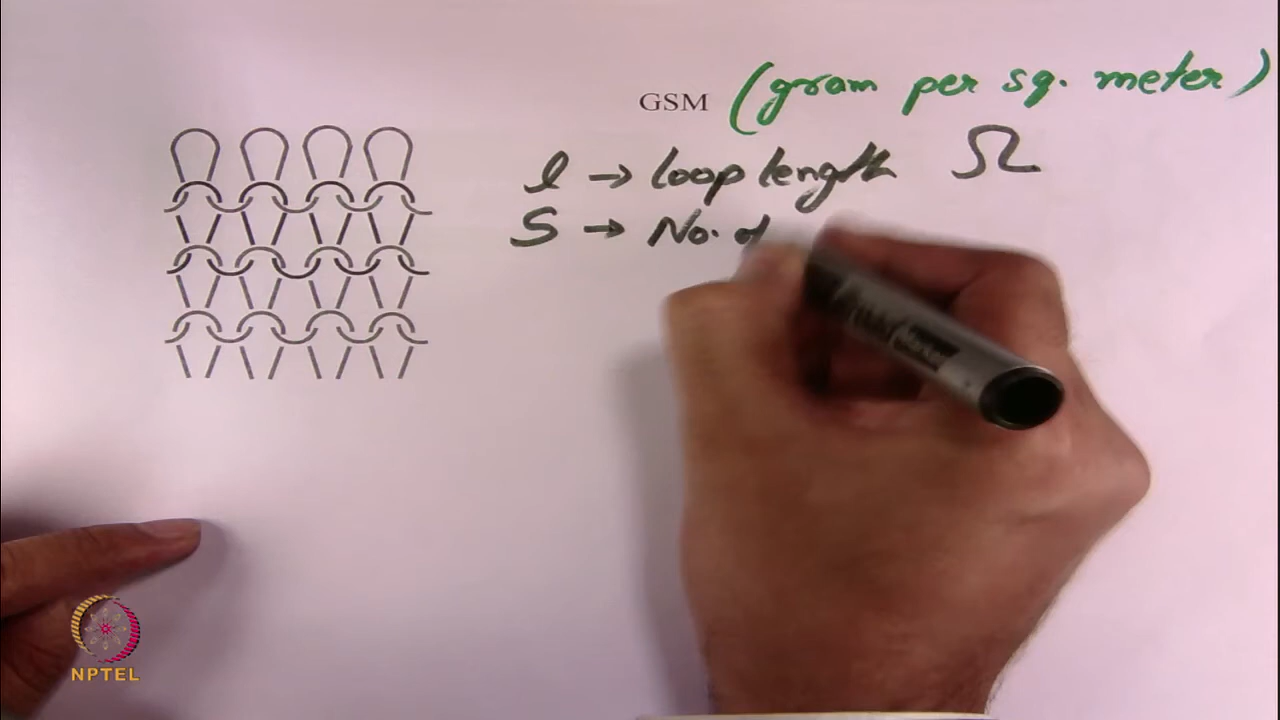 GSM (gram per sq. meter)
l → loop length Ω
S → No. of
NPTEL